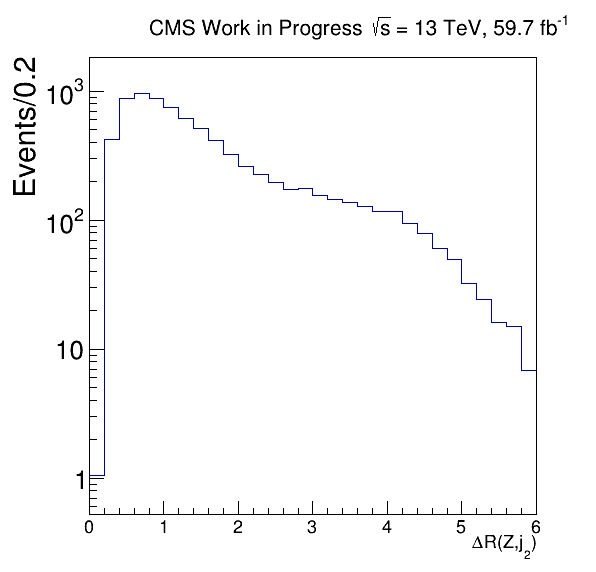 CMS Work in Progress √s = 13 TeV, 59.7 fb⁻¹
Events/0.2
10³
10²
10
1
0 1 2 3 4 5 6
ΔR(Z,j₂)